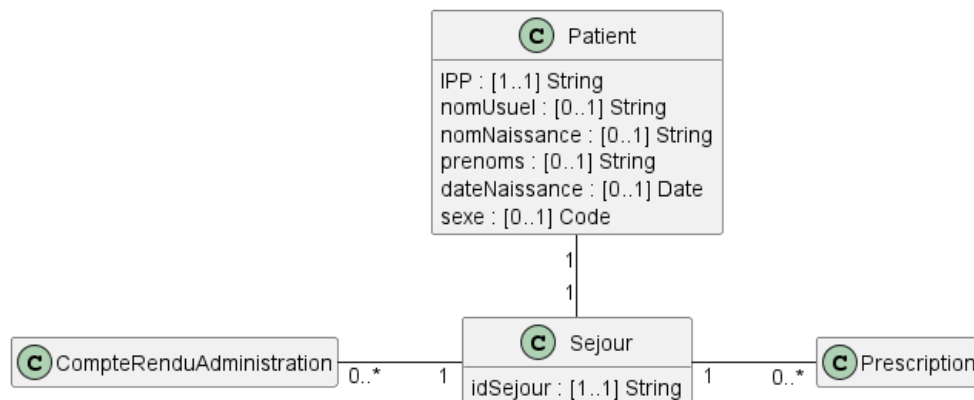 C Patient
IPP : [1..1] String
nomUsuel : [0..1] String
nomNaissance : [0..1] String
prenoms : [0..1] String
dateNaissance : [0..1] Date
sexe : [0..1] Code
1
1
C CompteRenduAdministration
0..*
1
C Sejour
idSejour : [1..1] String
1
0..*
C Prescription